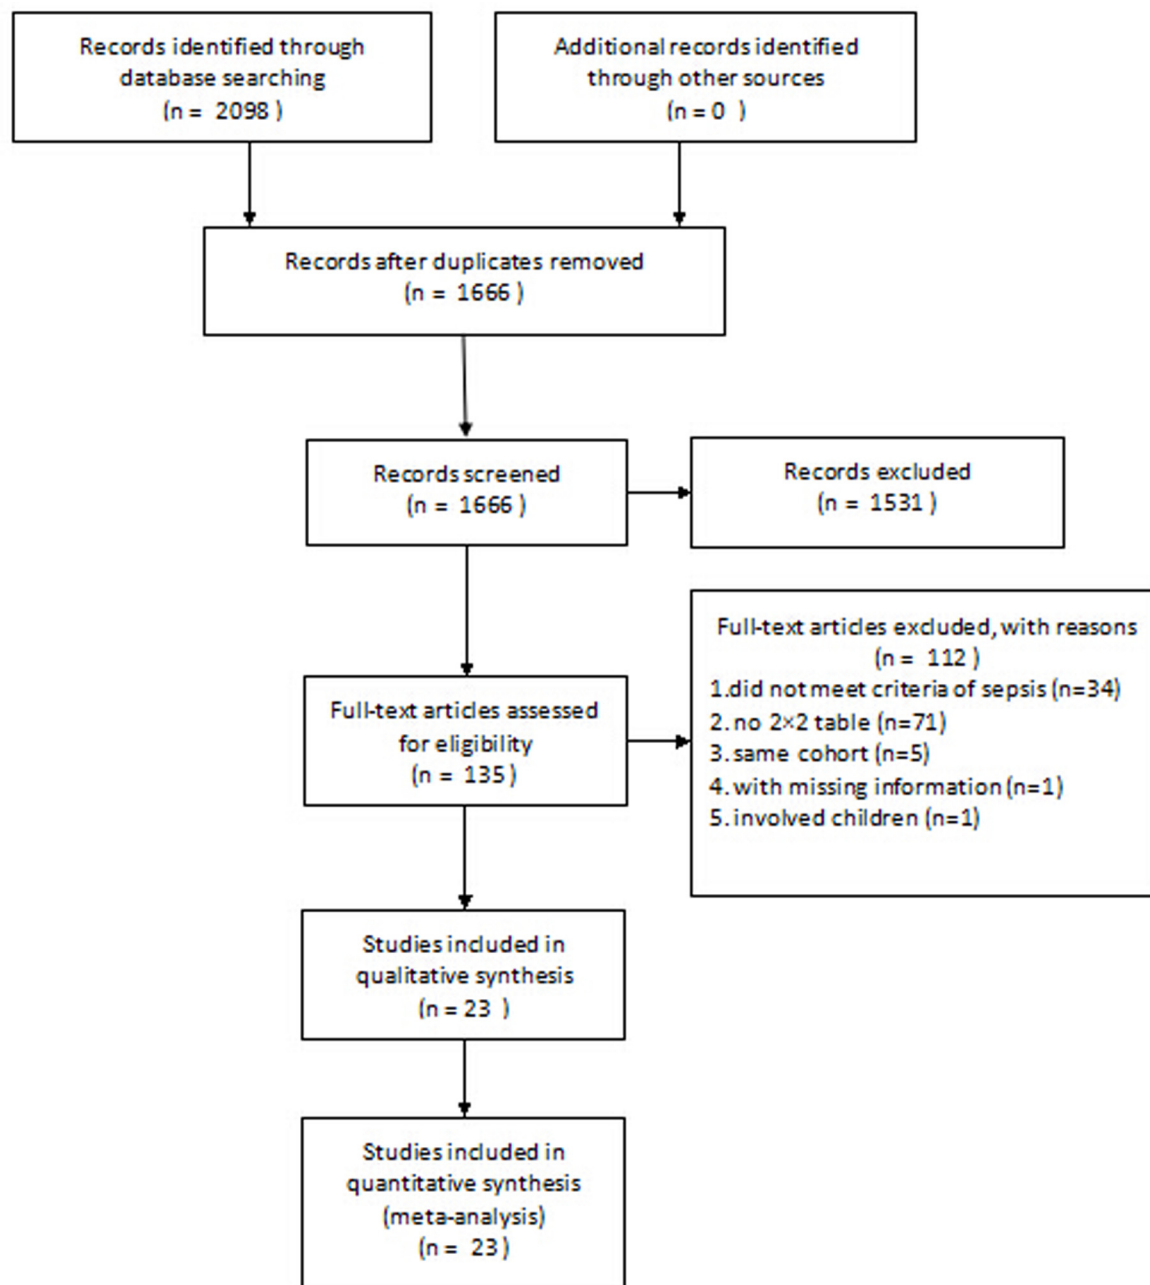 Records identified through
database searching
(n = 2098 )
Additional records identified
through other sources
(n = 0 )
Records after duplicates removed
(n = 1666 )
Records screened
(n = 1666 )
Records excluded
(n = 1531 )
Full-text articles assessed
for eligibility
(n = 135 )
Full-text articles excluded, with reasons
(n = 112 )
1.did not meet criteria of sepsis (n=34)
2. no 2×2 table (n=71)
3. same cohort (n=5)
4. with missing information (n=1)
5. involved children (n=1)
Studies included in
qualitative synthesis
(n = 23 )
Studies included in
quantitative synthesis
(meta-analysis)
(n = 23 )